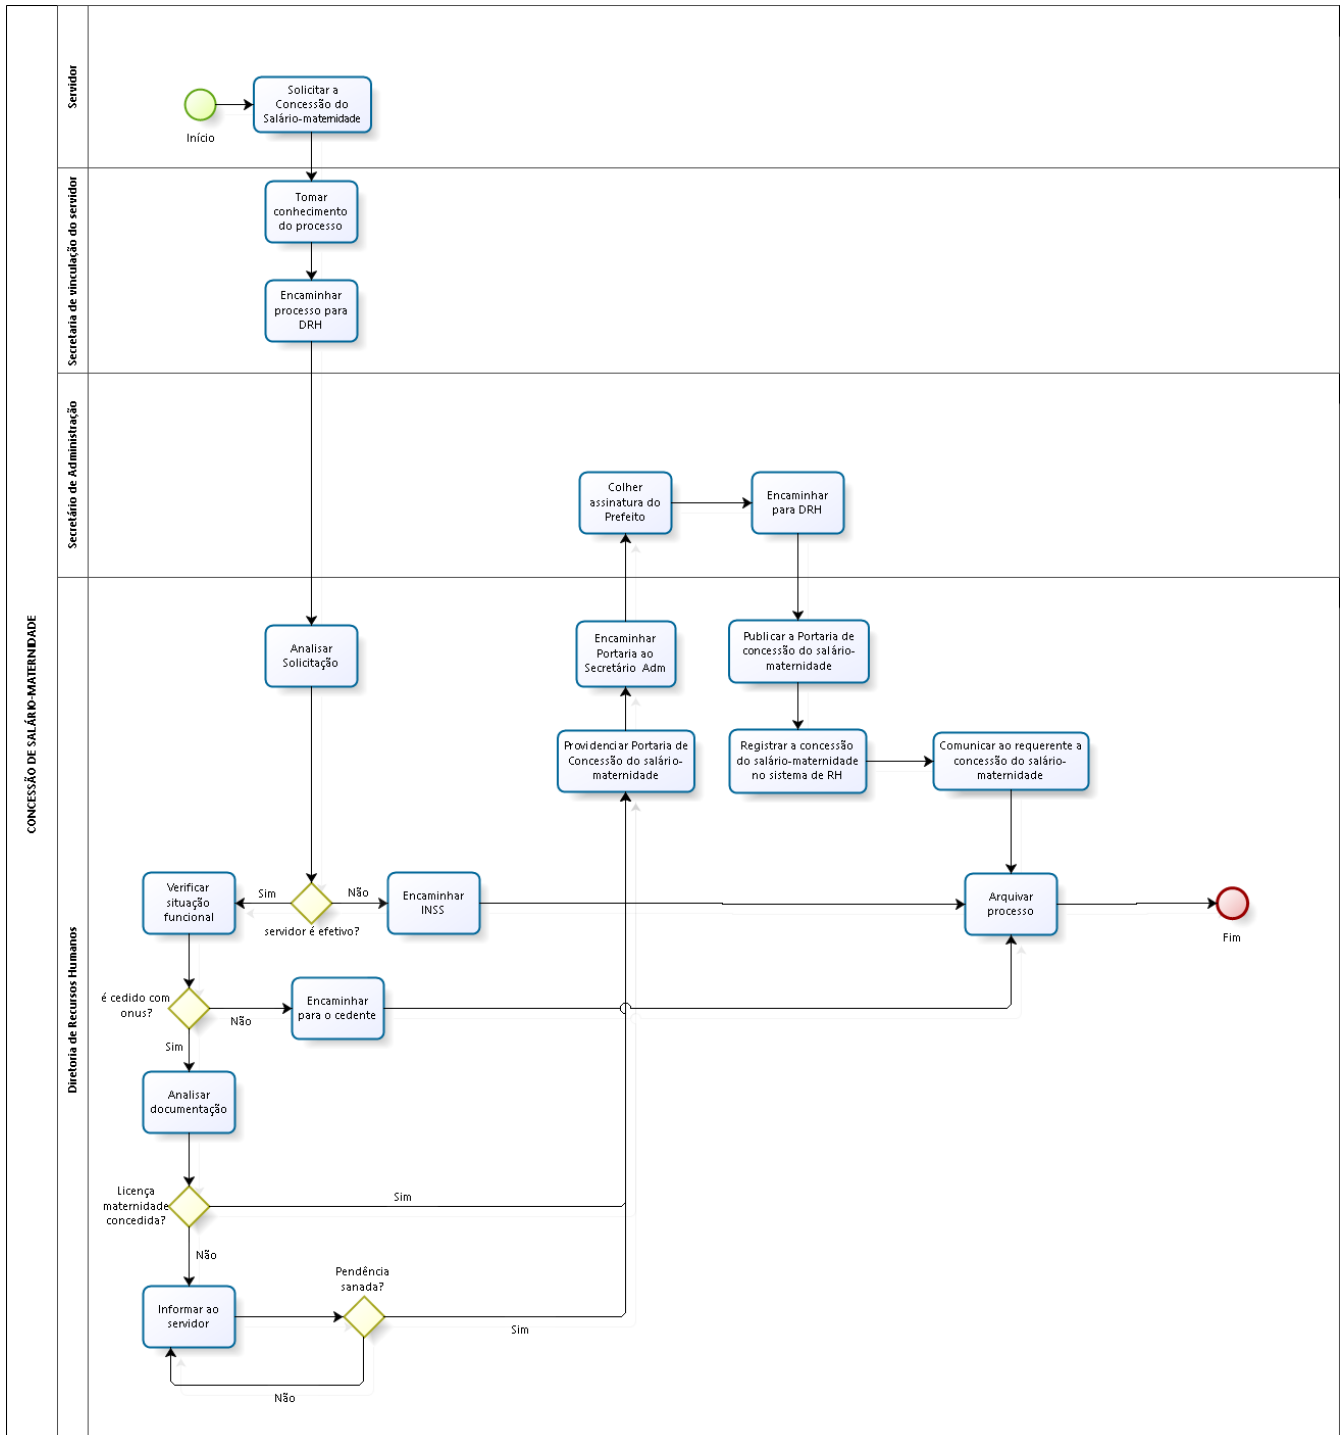 CONCESSÃO DE SALÁRIO-MATERNIDADE
Servidor
Início
Solicitar a
Concessão do
Salário-maternidade
Secretaria de vinculação do servidor
Tomar
conhecimento
do processo
Encaminhar
processo para
DRH
Secretário de Administração
Colher
assinatura do
Prefeito
Encaminhar
para DRH
Diretoria de Recursos Humanos
Analisar
Solicitação
Encaminhar
Portaria ao
Secretário Adm
Publicar a Portaria de
concessão do salário-
maternidade
Providenciar Portaria de
Concessão do salário-
maternidade
Registrar a concessão
do salário-maternidade
no sistema de RH
Comunicar ao requerente a
concessão do salário-
maternidade
Verificar
situação
funcional
Sim
servidor é efetivo?
Não
Encaminhar
INSS
Arquivar
processo
Fim
é cedido com
onus?
Não
Encaminhar
para o cedente
Sim
Analisar
documentação
Licença
maternidade
concedida?
Sim
Não
Informar ao
servidor
Pendência
sanada?
Sim
Não